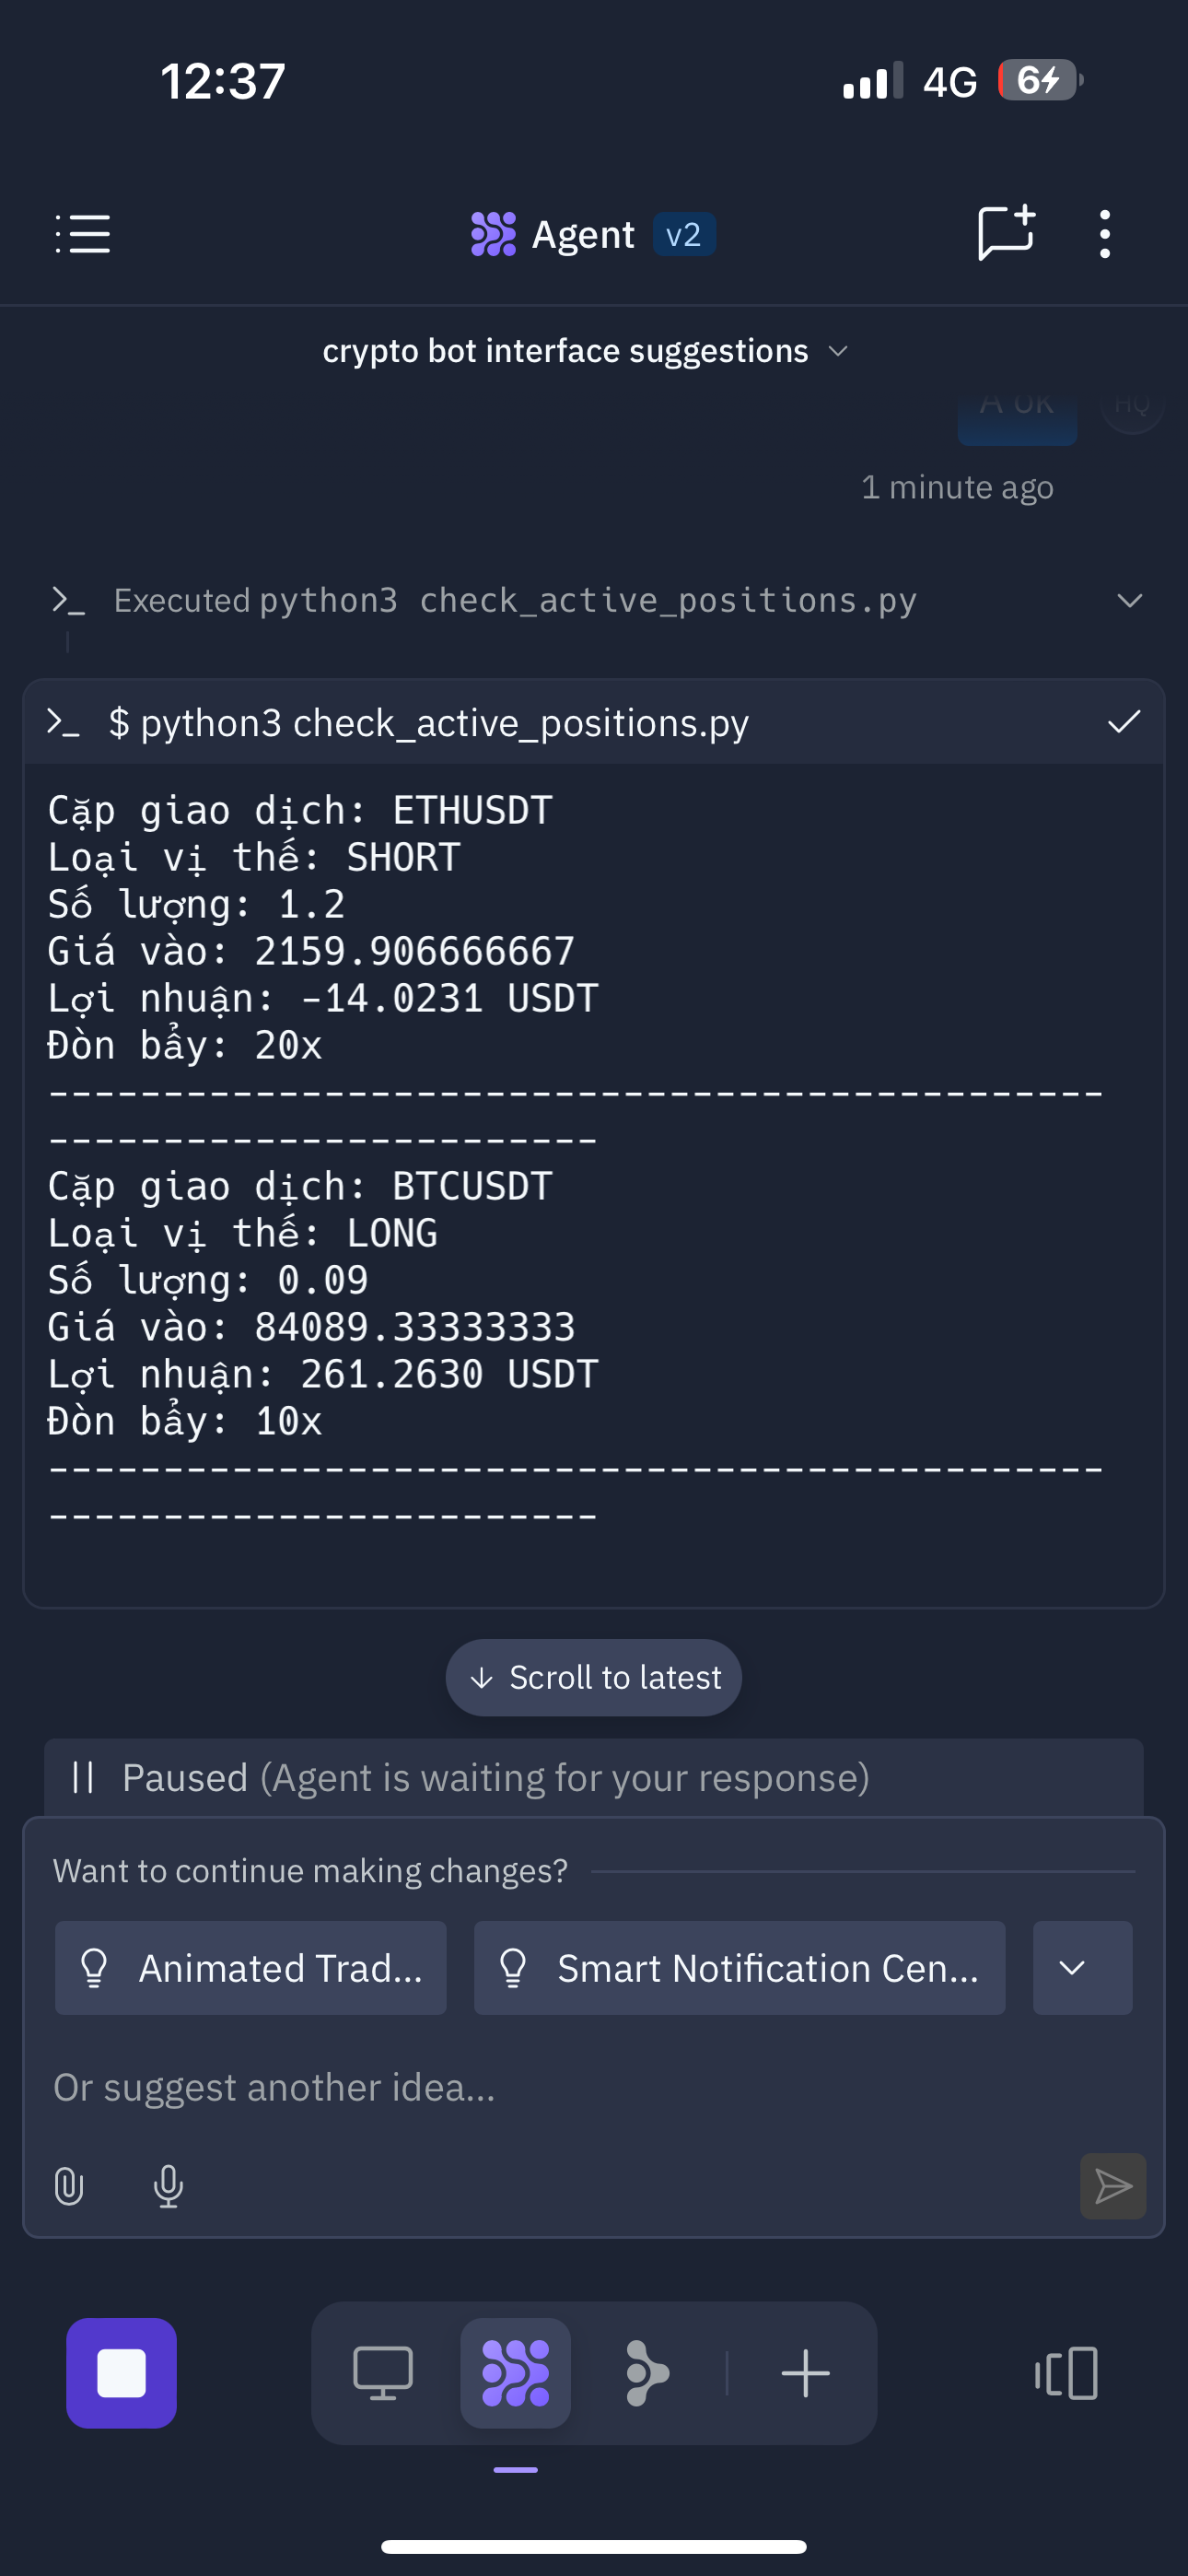 12:37
4G
6
Agent v2
crypto bot interface suggestions
A ok
HQ
1 minute ago
Executed python3 check_active_positions.py
$ python3 check_active_positions.py
Cặp giao dịch: ETHUSDT
Loại vị thế: SHORT
Số lượng: 1.2
Giá vào: 2159.906666667
Lợi nhuận: -14.0231 USDT
Đòn bẩy: 20x
----------------------------------------------
------------------------
Cặp giao dịch: BTCUSDT
Loại vị thế: LONG
Số lượng: 0.09
Giá vào: 84089.33333333
Lợi nhuận: 261.2630 USDT
Đòn bẩy: 10x
----------------------------------------------
------------------------
Scroll to latest
Paused (Agent is waiting for your response)
Want to continue making changes?
Animated Trad...
Smart Notification Cen...
Or suggest another idea...